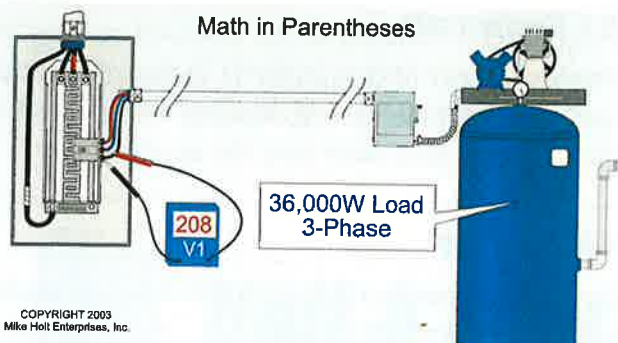 Math in Parentheses
208
V1
36,000W Load
3-Phase
COPYRIGHT 2003
Mike Holt Enterprises, Inc.